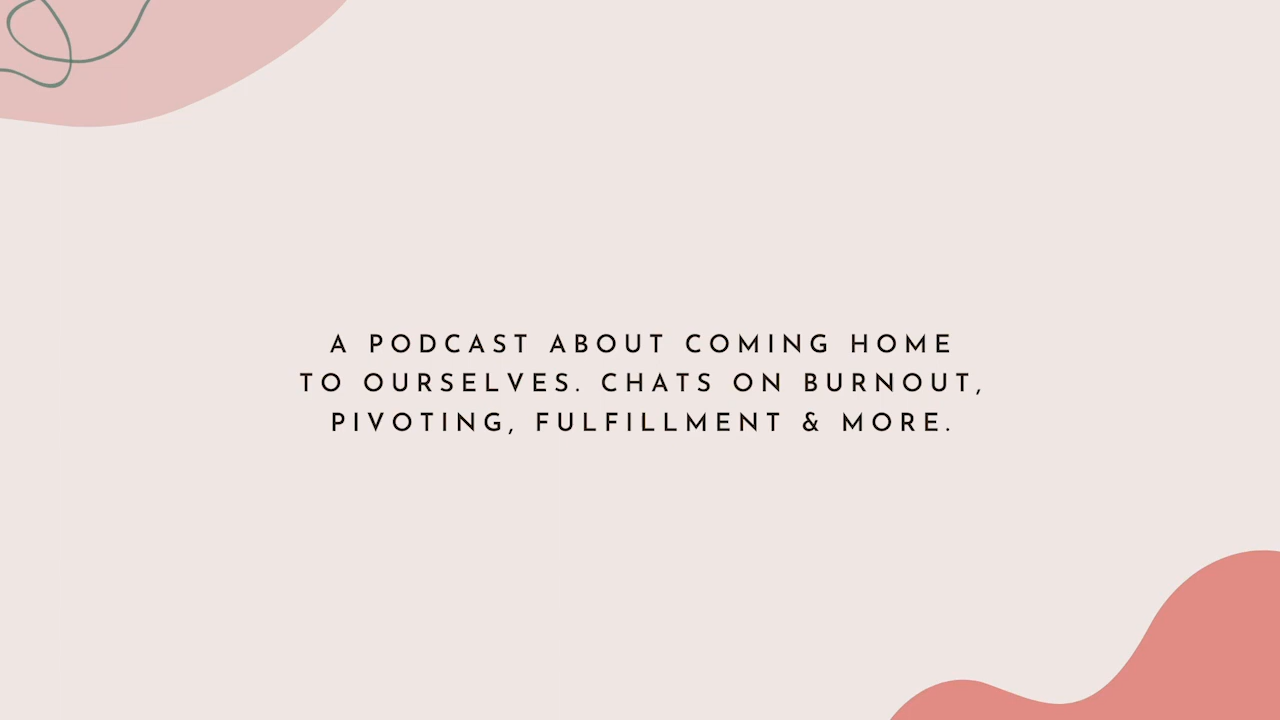 A PODCAST ABOUT COMING HOME
TO OURSELVES. CHATS ON BURNOUT,
PIVOTING, FULFILLMENT & MORE.